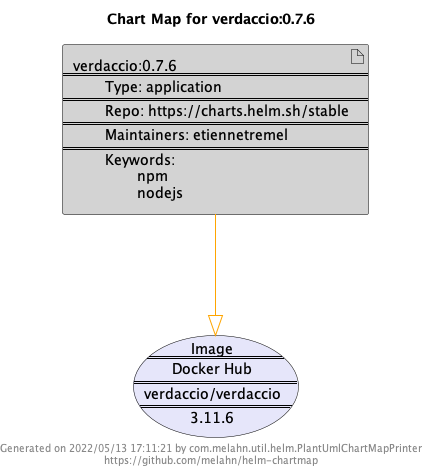 Chart Map for verdaccio:0.7.6
verdaccio:0.7.6
Type: application
Repo: https://charts.helm.sh/stable
Maintainers: etiennetremel
Keywords:
npm
nodejs
Image
Docker Hub
verdaccio/verdaccio
3.11.6
Generated on 2022/05/13 17:11:21 by com.melahn.util.helm.PlantUmlChartMapPrinter
https://github.com/melahn/helm-chartmap